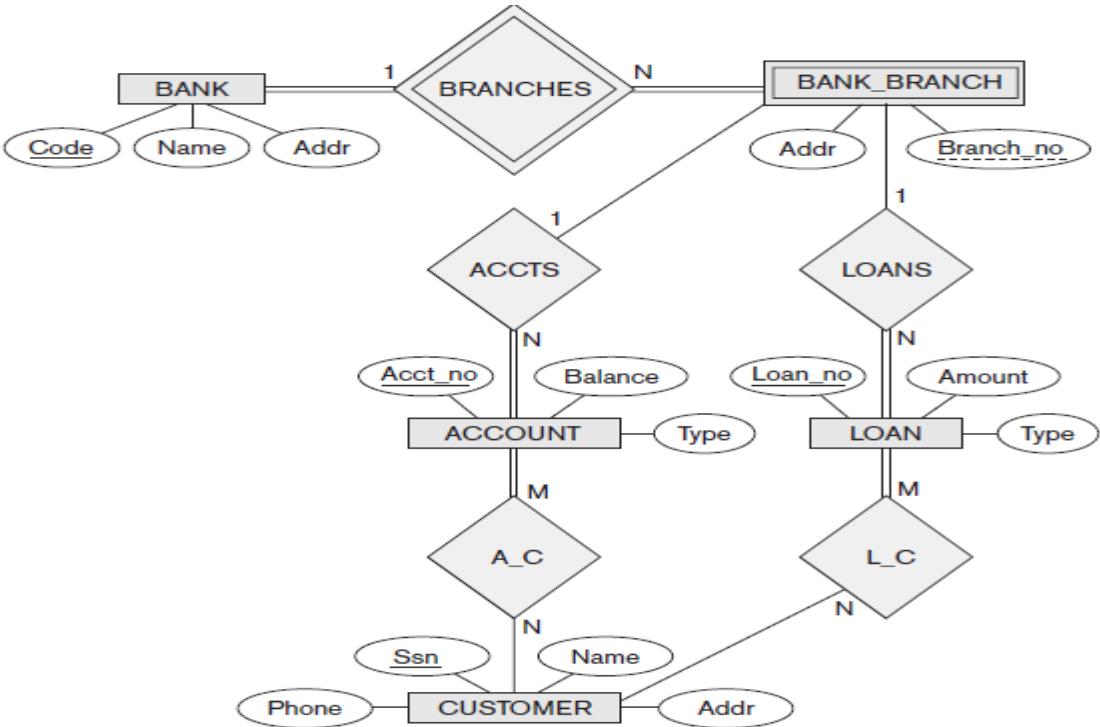 1
N
BANK
BRANCHES
BANK_BRANCH
Code
Name
Addr
Addr
Branch_no
1
1
ACCTS
LOANS
N
N
Acct_no
Balance
Loan_no
Amount
ACCOUNT
Type
LOAN
Type
M
M
A_C
L_C
N
N
Ssn
Name
Phone
CUSTOMER
Addr